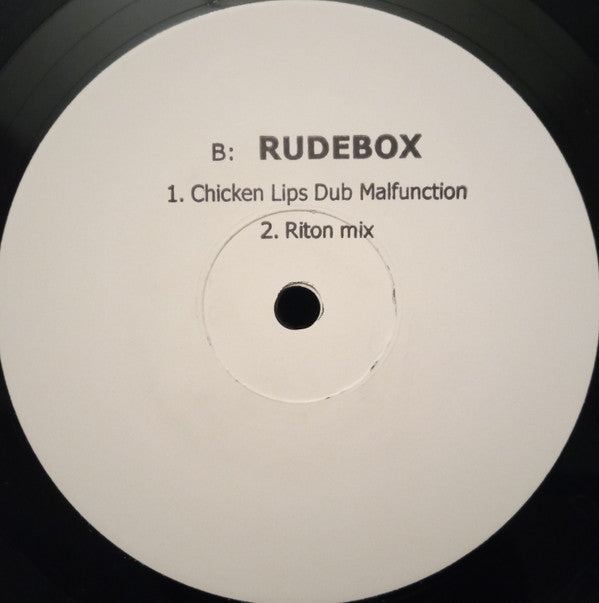 B: RUDEBOX
1. Chicken Lips Dub Malfunction
2. Riton mix